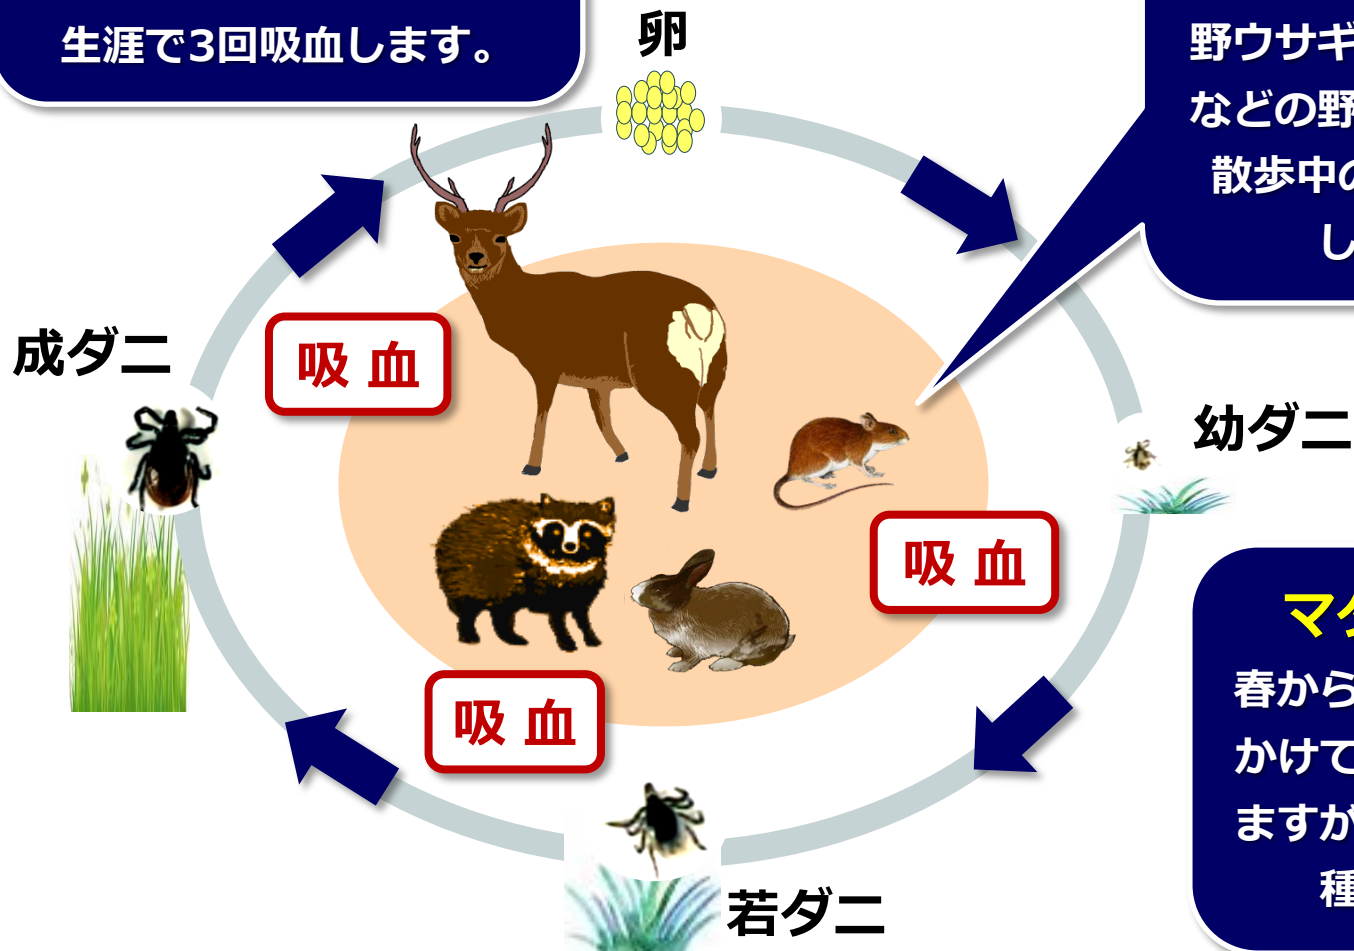 生涯で3回吸血します。
卵
野ウサギ
などの野
散歩中の
し
成ダニ
吸 血
幼ダニ
吸 血
マダ
春から
かけて
ますが
種
吸 血
若ダニ